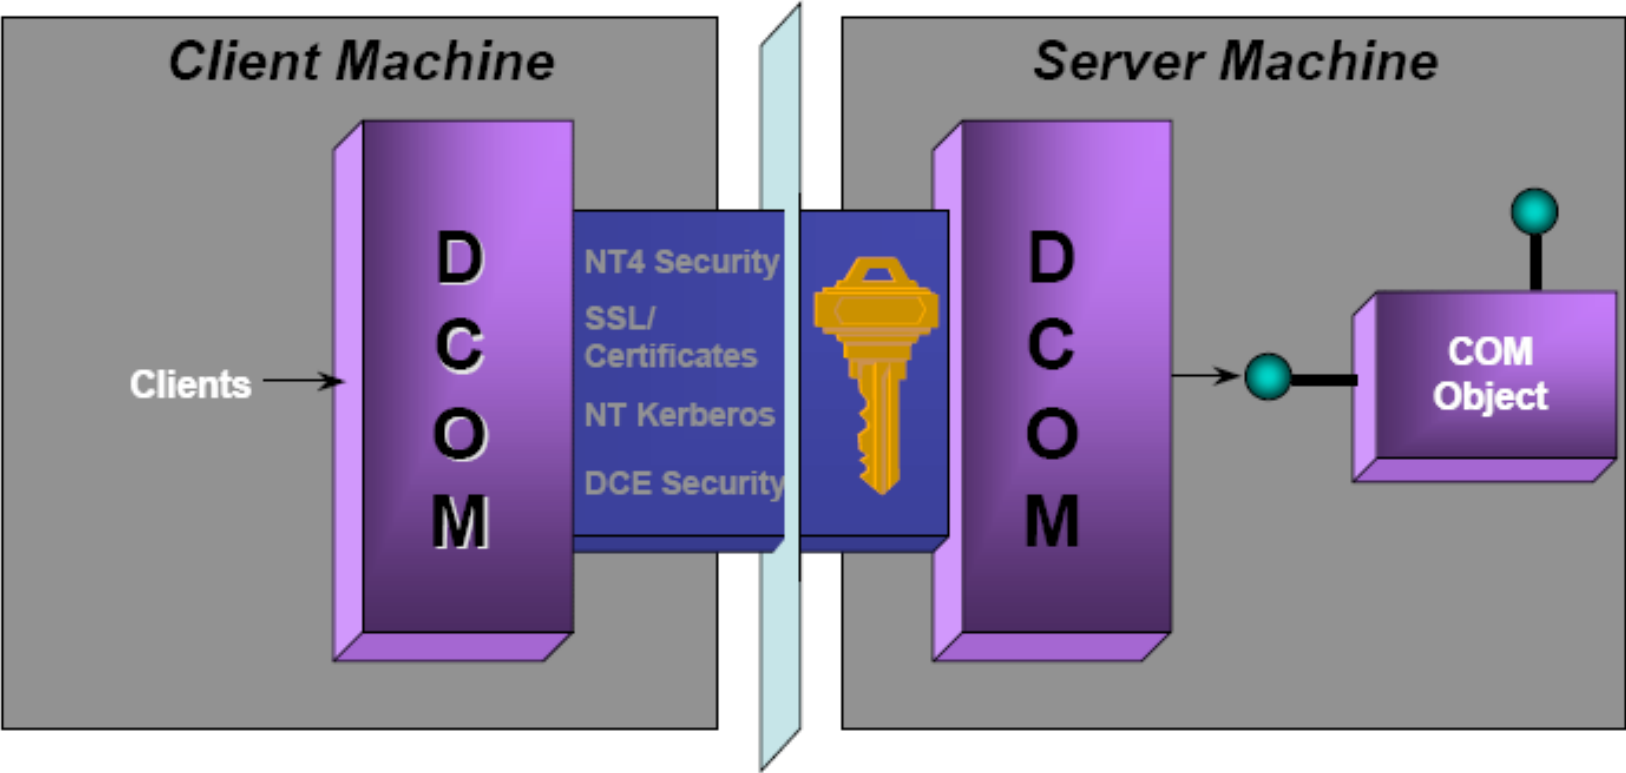 Client Machine
Server Machine
Clients
D
C
O
M
NT4 Security
SSL/
Certificates
NT Kerberos
DCE Security
D
C
O
M
COM
Object